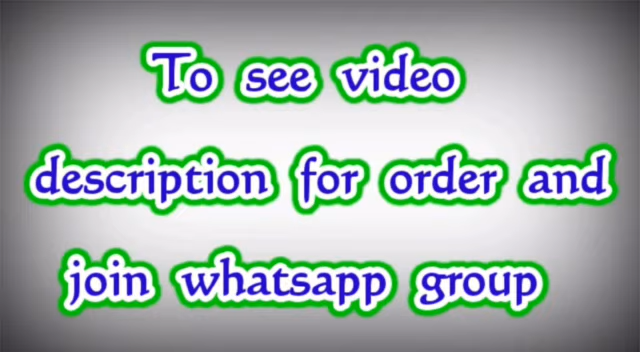 To see video
description for order and
join whatsapp group